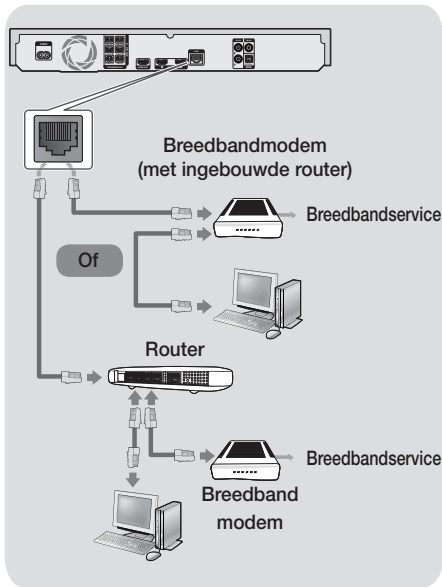 Breedbandmodem
(met ingebouwde router)
Breedbandservice
Of
Router
Breedbandservice
Breedband
modem